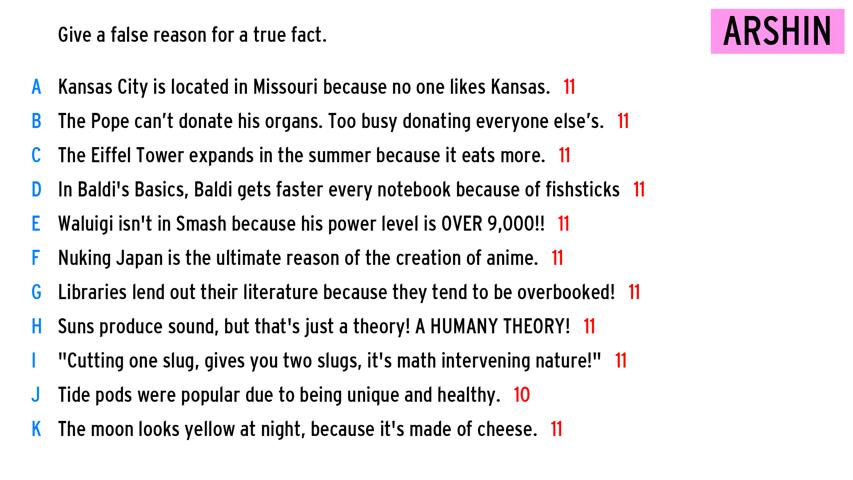 Give a false reason for a true fact.
ARSHIN
A Kansas City is located in Missouri because no one likes Kansas. 11
B The Pope can't donate his organs. Too busy donating everyone else's. 11
C The Eiffel Tower expands in the summer because it eats more. 11
D In Baldi's Basics, Baldi gets faster every notebook because of fishsticks 11
E Waluigi isn't in Smash because his power level is OVER 9,000!! 11
F Nuking Japan is the ultimate reason of the creation of anime. 11
G Libraries lend out their literature because they tend to be overbooked! 11
H Suns produce sound, but that's just a theory! A HUMANY THEORY! 11
I "Cutting one slug, gives you two slugs, it's math intervening nature!" 11
J Tide pods were popular due to being unique and healthy. 10
K The moon looks yellow at night, because it's made of cheese. 11